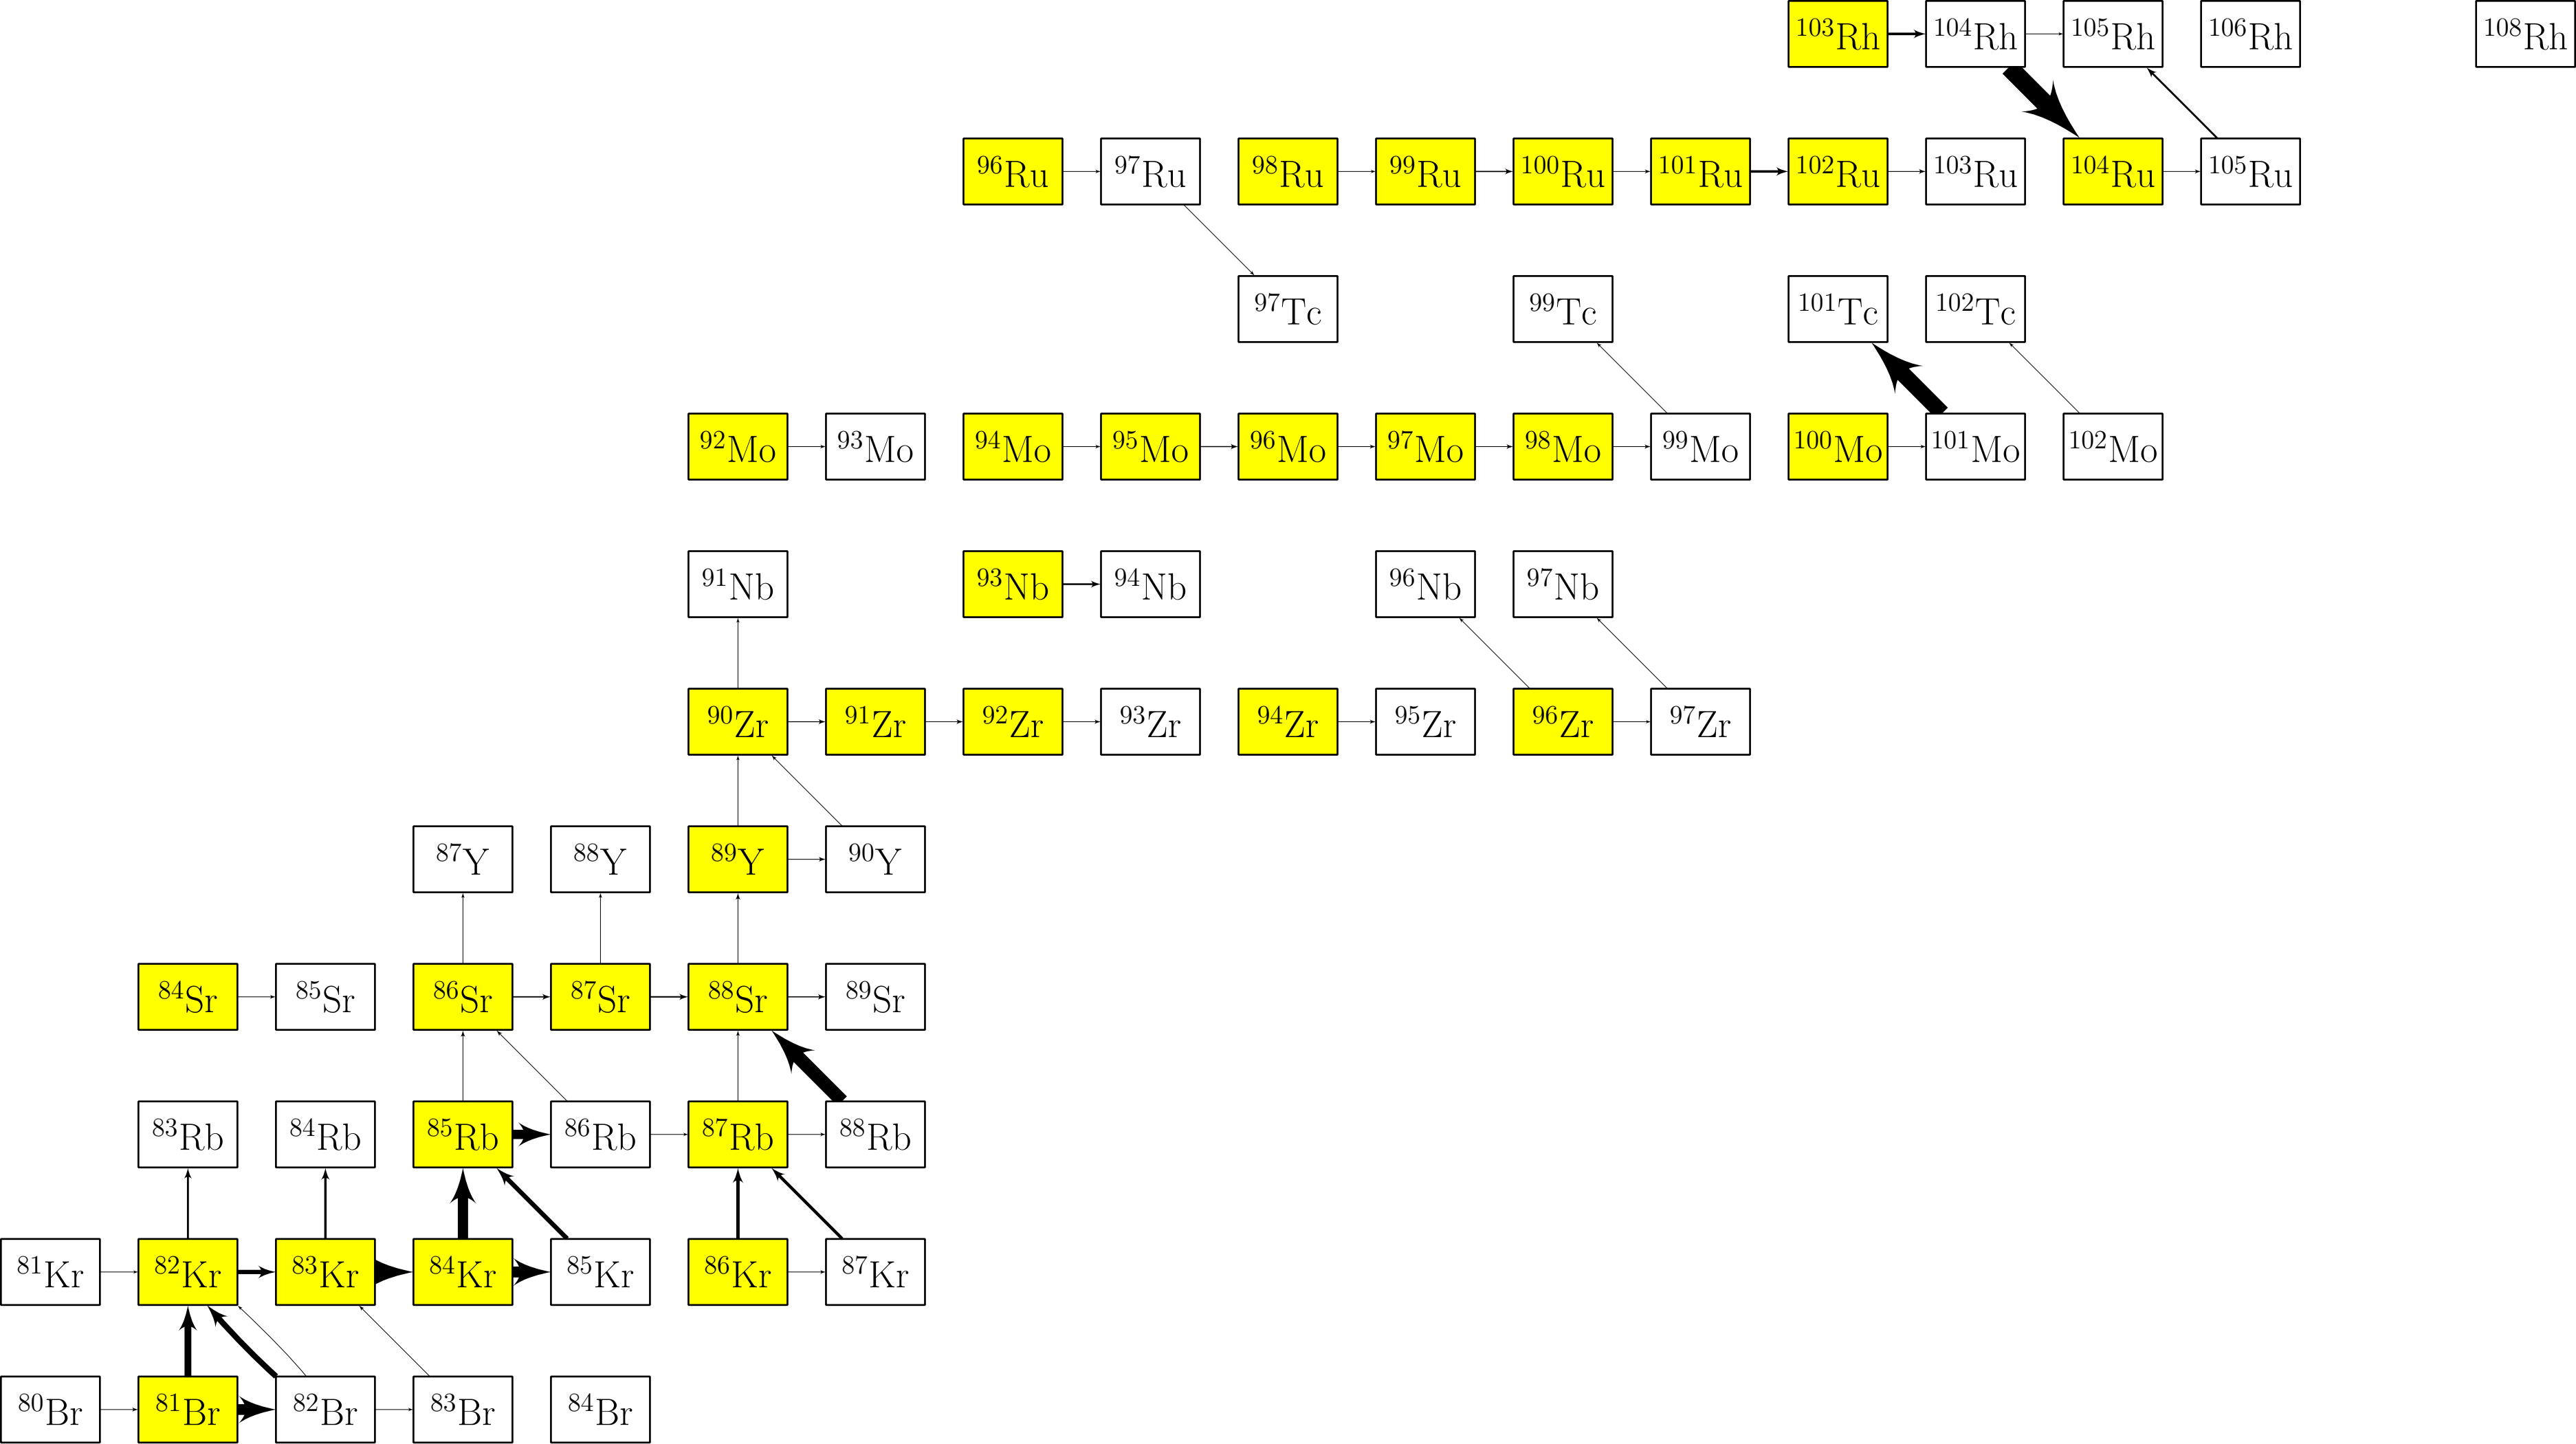 103Rh 104Rh 105Rh 106Rh 108Rh
96Ru 97Ru 98Ru 99Ru 100Ru 101Ru 102Ru 103Ru 104Ru 105Ru
97Tc 99Tc 101Tc 102Tc
92Mo 93Mo 94Mo 95Mo 96Mo 97Mo 98Mo 99Mo 100Mo 101Mo 102Mo
91Nb 93Nb 94Nb 96Nb 97Nb
90Zr 91Zr 92Zr 93Zr 94Zr 95Zr 96Zr 97Zr
87Y 88Y 89Y 90Y
84Sr 85Sr 86Sr 87Sr 88Sr 89Sr
83Rb 84Rb 85Rb 86Rb 87Rb 88Rb
81Kr 82Kr 83Kr 84Kr 85Kr 86Kr 87Kr
80Br 81Br 82Br 83Br 84Br